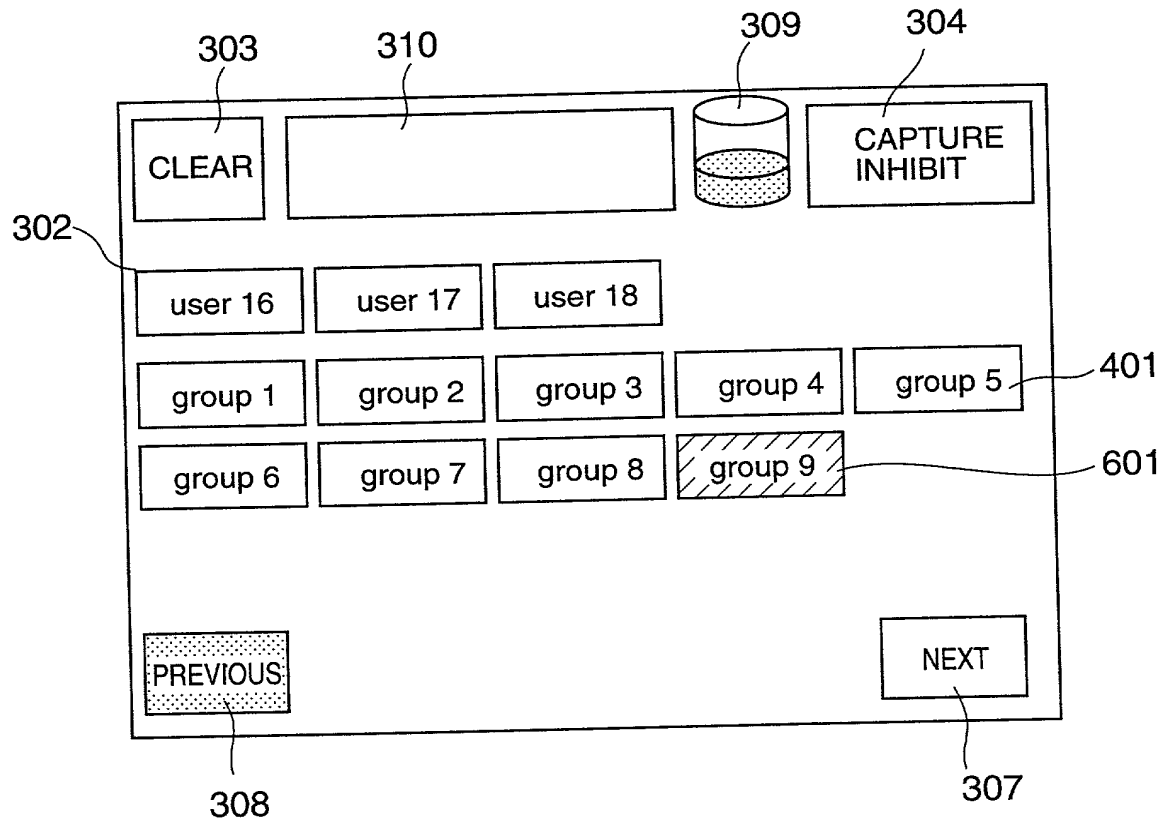 303 310 309 304
CLEAR CAPTURE
INHIBIT
302
user 16 user 17 user 18
group 1 group 2 group 3 group 4 group 5 401
group 6 group 7 group 8 group 9 601
PREVIOUS NEXT
308 307